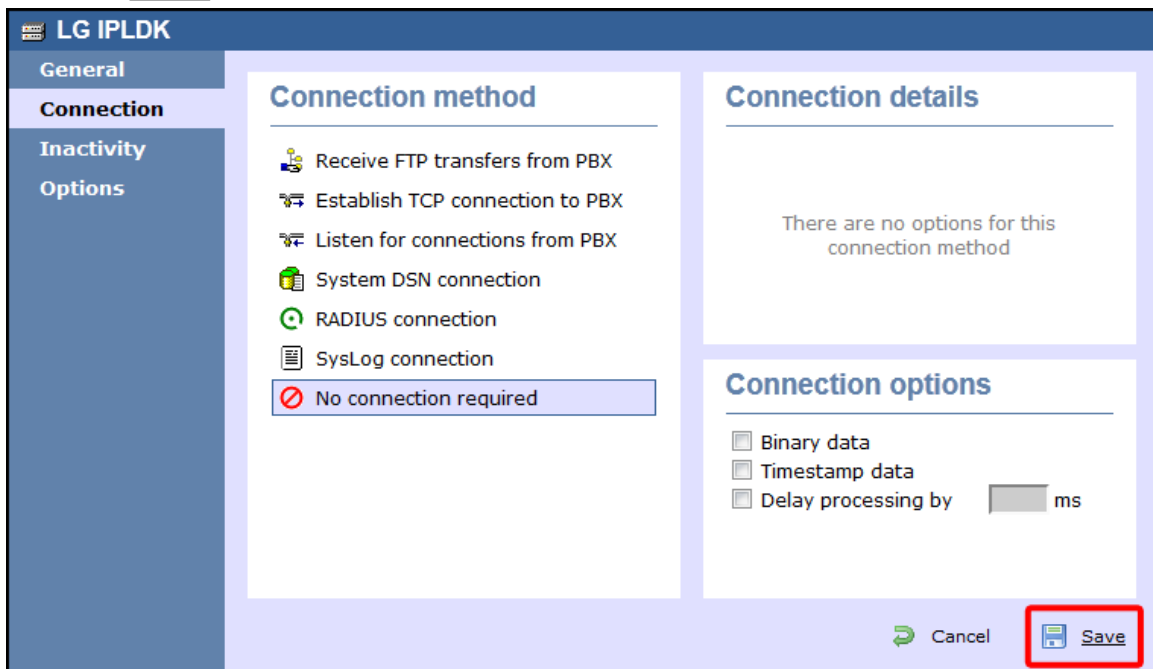 LG IPLDK
General
Connection
Inactivity
Options
Connection method
Receive FTP transfers from PBX
Establish TCP connection to PBX
Listen for connections from PBX
System DSN connection
RADIUS connection
SysLog connection
No connection required
Connection details
There are no options for this
connection method
Connection options
Binary data
Timestamp data
Delay processing by ms
Cancel Save